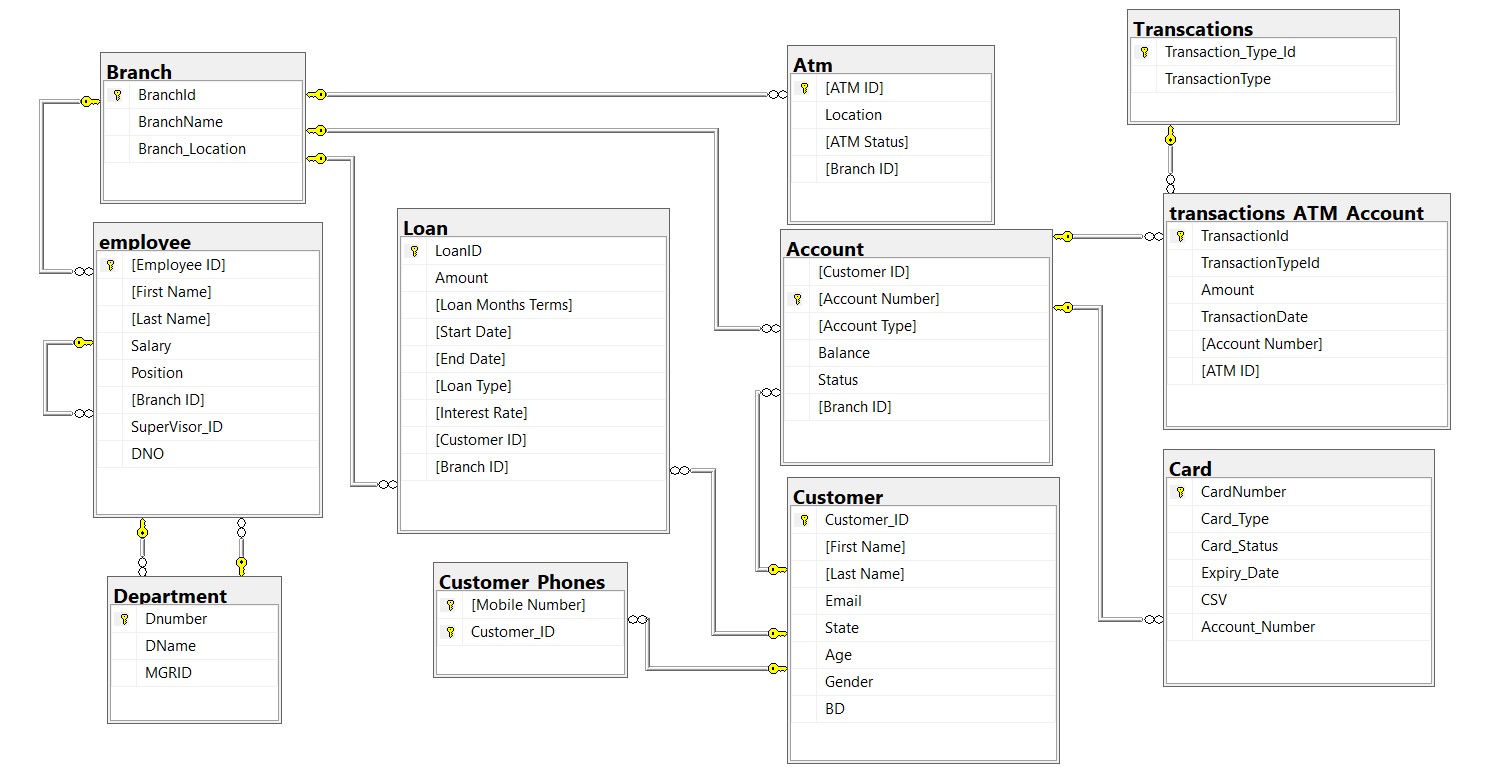 Branch
BranchId
BranchName
Branch_Location
employee
[Employee ID]
[First Name]
[Last Name]
Salary
Position
[Branch ID]
SuperVisor_ID
DNO
Department
Dnumber
DName
MGRID
Loan
LoanID
Amount
[Loan Months Terms]
[Start Date]
[End Date]
[Loan Type]
[Interest Rate]
[Customer ID]
[Branch ID]
Customer_Phones
[Mobile Number]
Customer_ID
Atm
[ATM ID]
Location
[ATM Status]
[Branch ID]
Account
[Customer ID]
[Account Number]
[Account Type]
Balance
Status
[Branch ID]
Customer
Customer_ID
[First Name]
[Last Name]
Email
State
Age
Gender
BD
Transcations
Transaction_Type_Id
TransactionType
transactions_ATM_Account
TransactionId
TransactionTypeId
Amount
TransactionDate
[Account Number]
[ATM ID]
Card
CardNumber
Card_Type
Card_Status
Expiry_Date
CSV
Account_Number